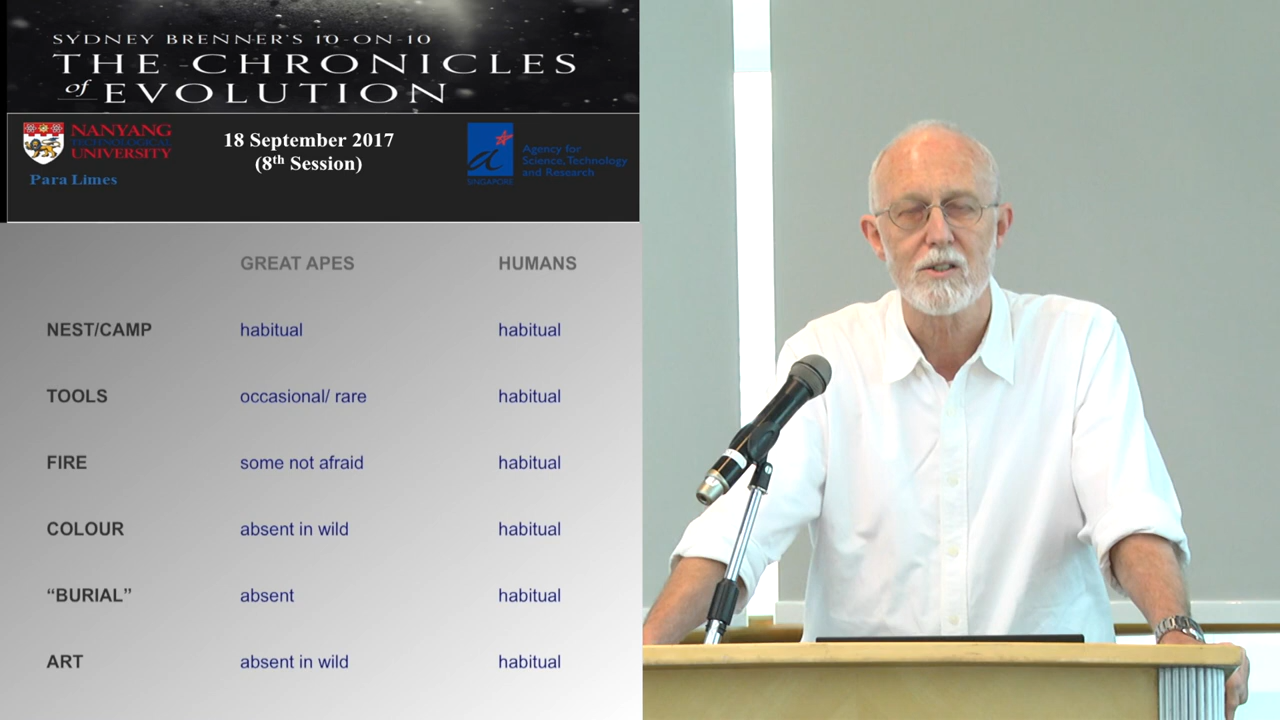 SYDNEY BRENNER'S 10-ON-10
THE CHRONICLES
of EVOLUTION
NANYANG
TECHNOLOGICAL
UNIVERSITY
Para Limes
18 September 2017
(8th Session)
Agency for
Science, Technology
and Research
SINGAPORE
GREAT APES HUMANS
NEST/CAMP habitual habitual
TOOLS occasional/ rare habitual
FIRE some not afraid habitual
COLOUR absent in wild habitual
“BURIAL” absent habitual
ART absent in wild habitual